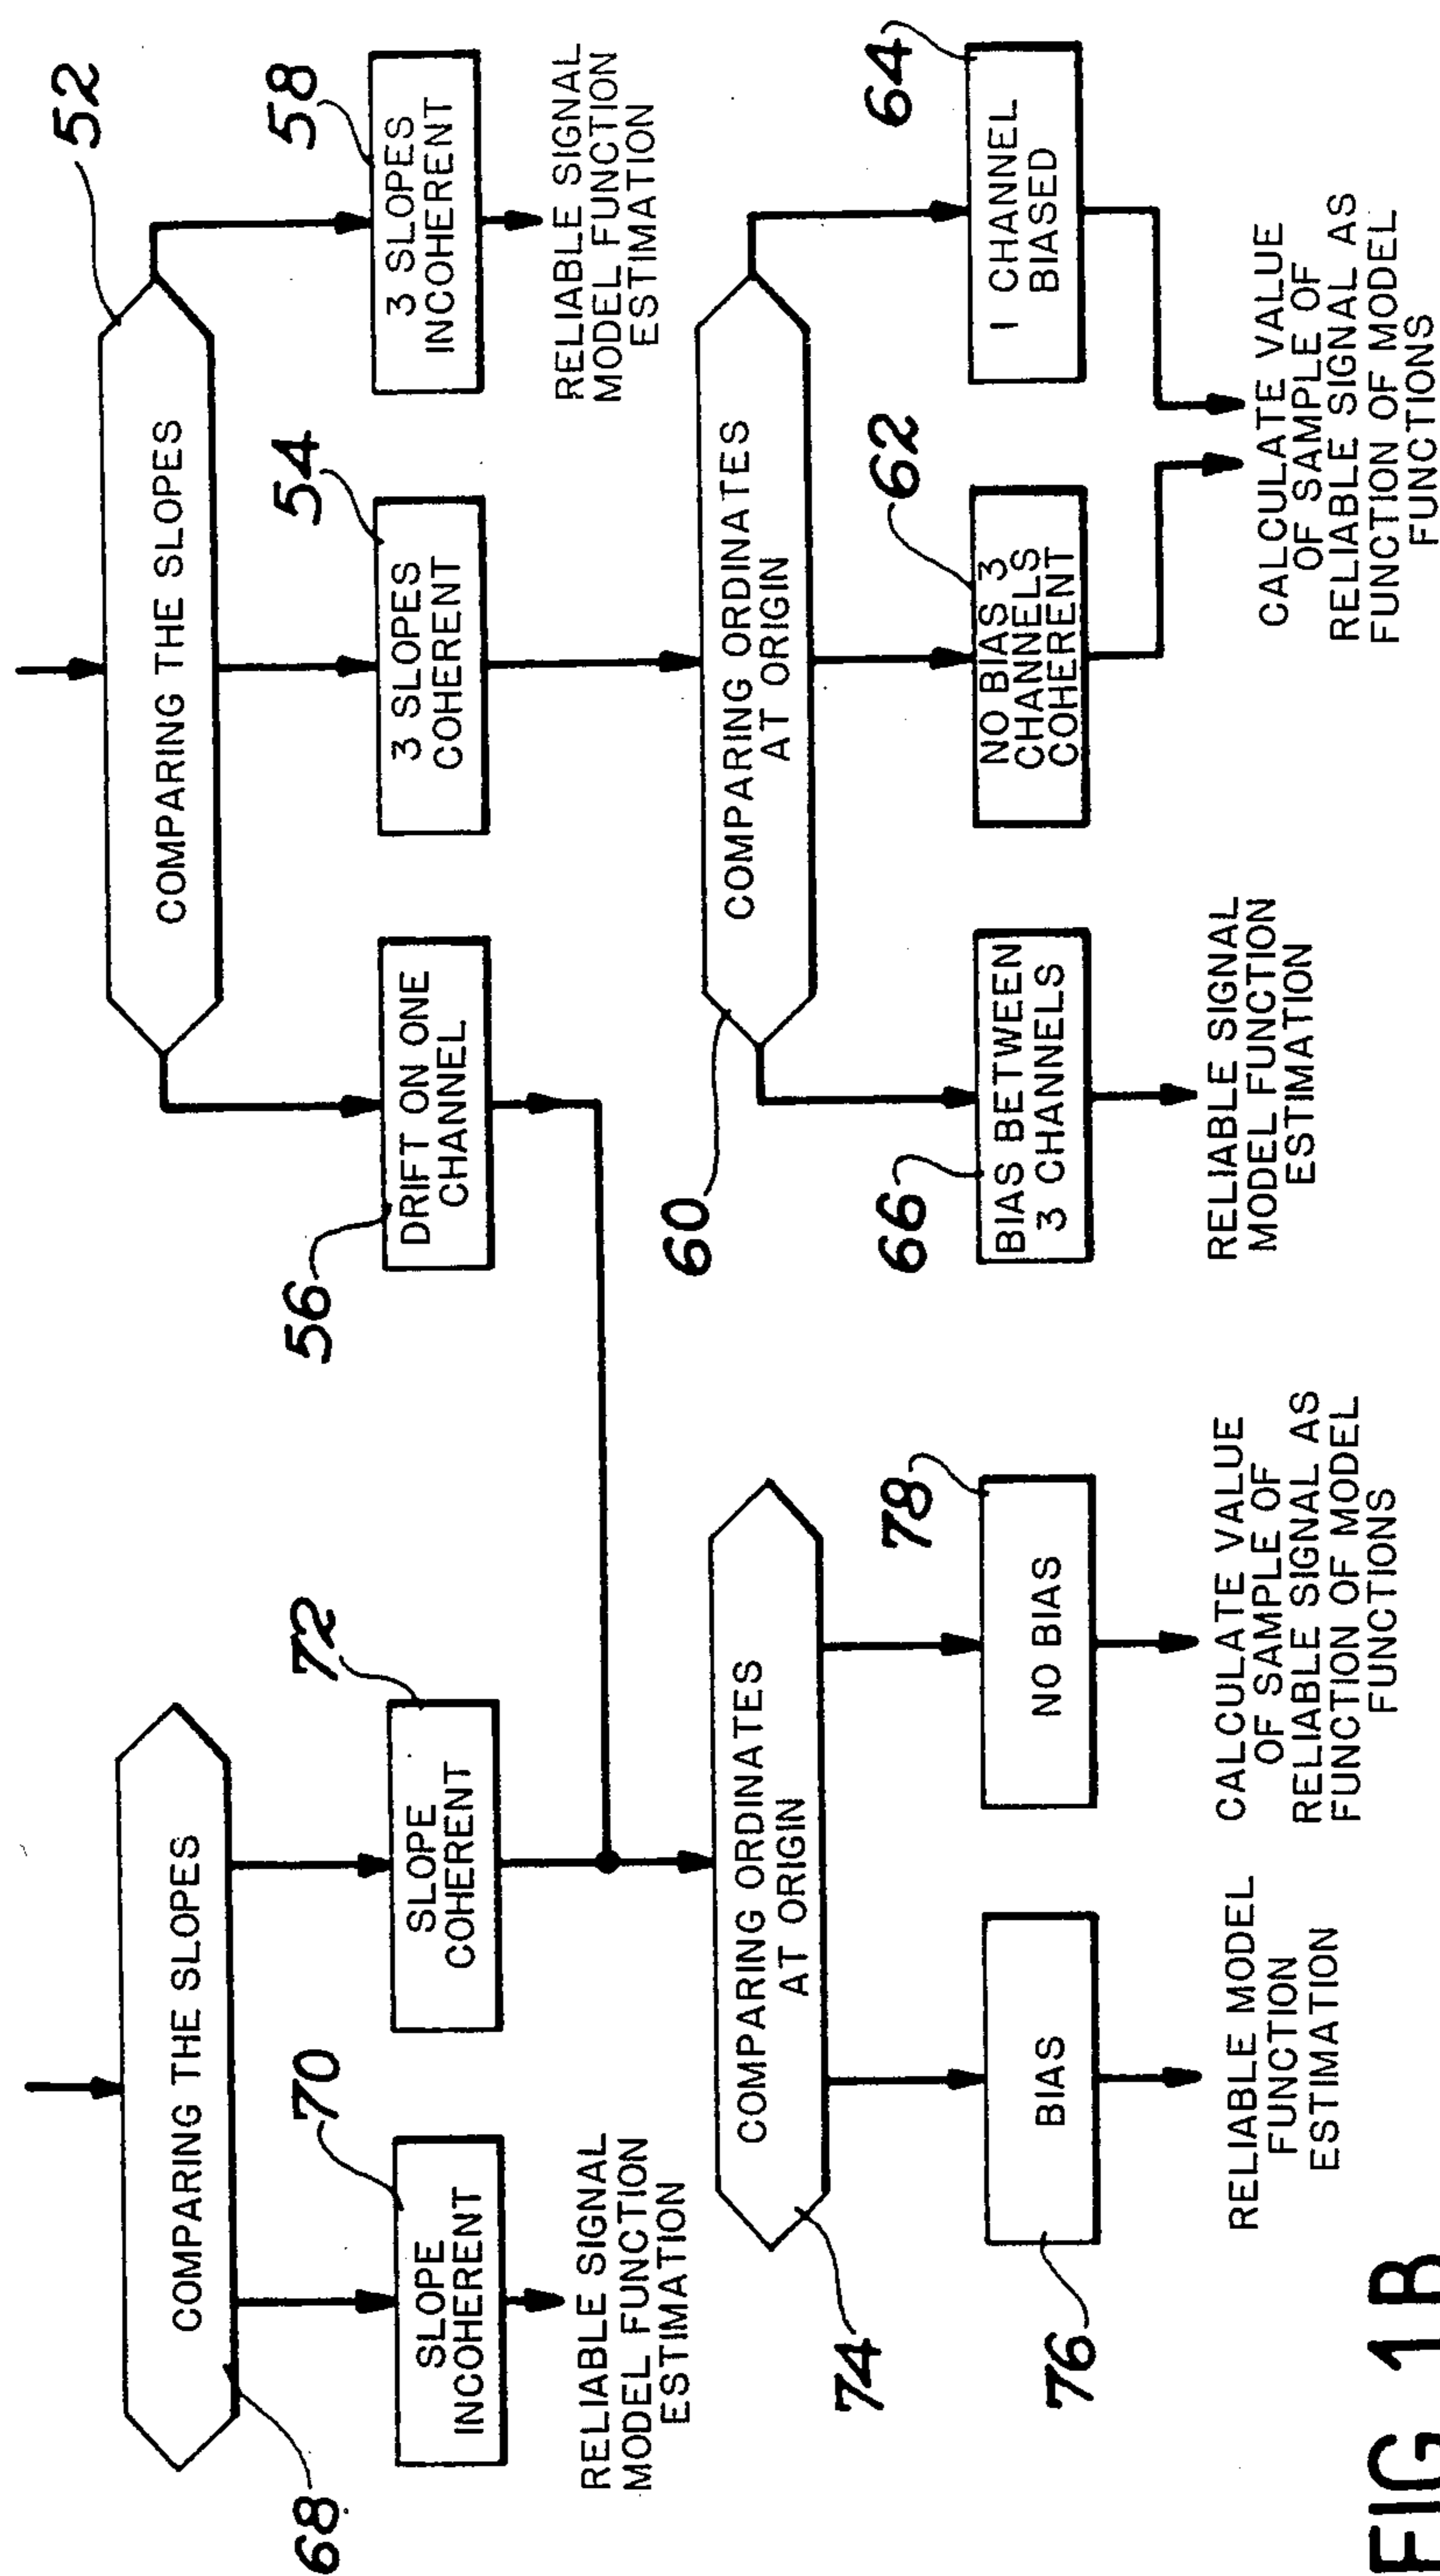 68
COMPARING THE SLOPES
70
SLOPE
INCOHERENT
72
SLOPE
COHERENT
RELIABLE SIGNAL
MODEL FUNCTION
ESTIMATION
74
COMPARING ORDINATES
AT ORIGIN
76
BIAS
78
NO BIAS
RELIABLE MODEL
FUNCTION
ESTIMATION
CALCULATE VALUE
OF SAMPLE OF
RELIABLE SIGNAL AS
FUNCTION OF MODEL
FUNCTIONS
52
COMPARING THE SLOPES
56
DRIFT ON ONE
CHANNEL
54
3 SLOPES
COHERENT
58
3 SLOPES
INCOHERENT
RELIABLE SIGNAL
MODEL FUNCTION
ESTIMATION
60
COMPARING ORDINATES
AT ORIGIN
66
BIAS BETWEEN
3 CHANNELS
62
NO BIAS 3
CHANNELS
COHERENT
64
1 CHANNEL
BIASED
RELIABLE SIGNAL
MODEL FUNCTION
ESTIMATION
CALCULATE VALUE
OF SAMPLE OF
RELIABLE SIGNAL AS
FUNCTION OF MODEL
FUNCTIONS
FIG 1B